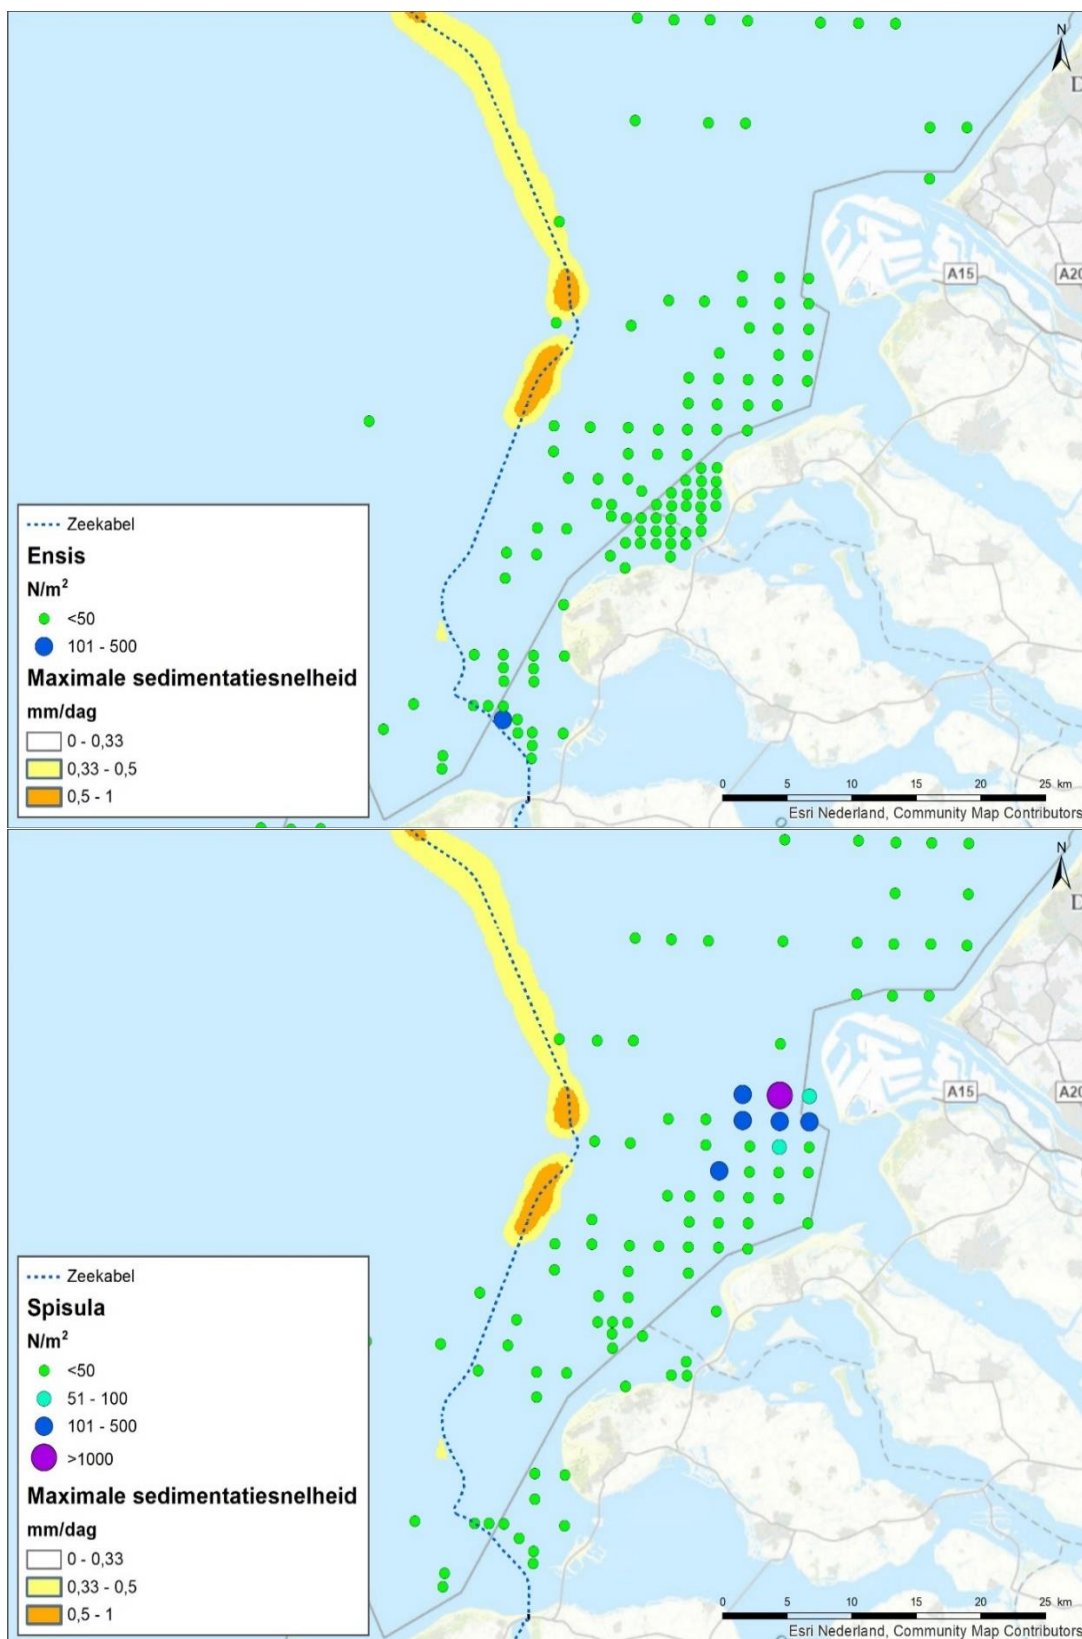 N
D
A15
A20
Zeekabel
Ensis
N/m²
<50
101 - 500
Maximale sedimentatiesnelheid
mm/dag
0 - 0,33
0,33 - 0,5
0,5 - 1
0 5 10 15 20 25 km
Esri Nederland, Community Map Contributors
N
D
A15
A20
Zeekabel
Spisula
N/m²
<50
51 - 100
101 - 500
>1000
Maximale sedimentatiesnelheid
mm/dag
0 - 0,33
0,33 - 0,5
0,5 - 1
0 5 10 15 20 25 km
Esri Nederland, Community Map Contributors